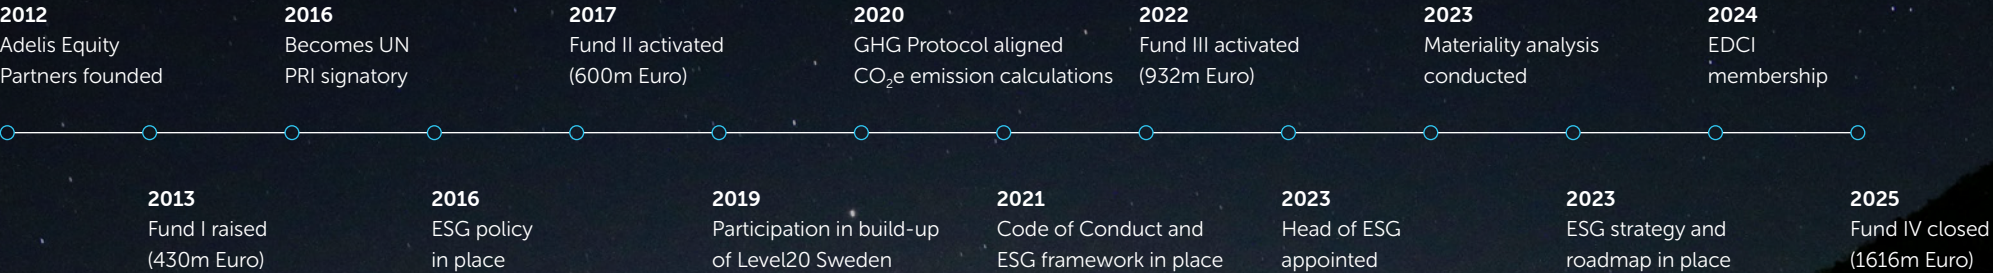 2012
Adelis Equity
Partners founded
2016
Becomes UN
PRI signatory
2017
Fund II activated
(600m Euro)
2020
GHG Protocol aligned
CO₂e emission calculations
2022
Fund III activated
(932m Euro)
2023
Materiality analysis
conducted
2024
EDCI
membership
2013
Fund I raised
(430m Euro)
2016
ESG policy
in place
2019
Participation in build-up
of Level20 Sweden
2021
Code of Conduct and
ESG framework in place
2023
Head of ESG
appointed
2023
ESG strategy and
roadmap in place
2025
Fund IV closed
(1616m Euro)